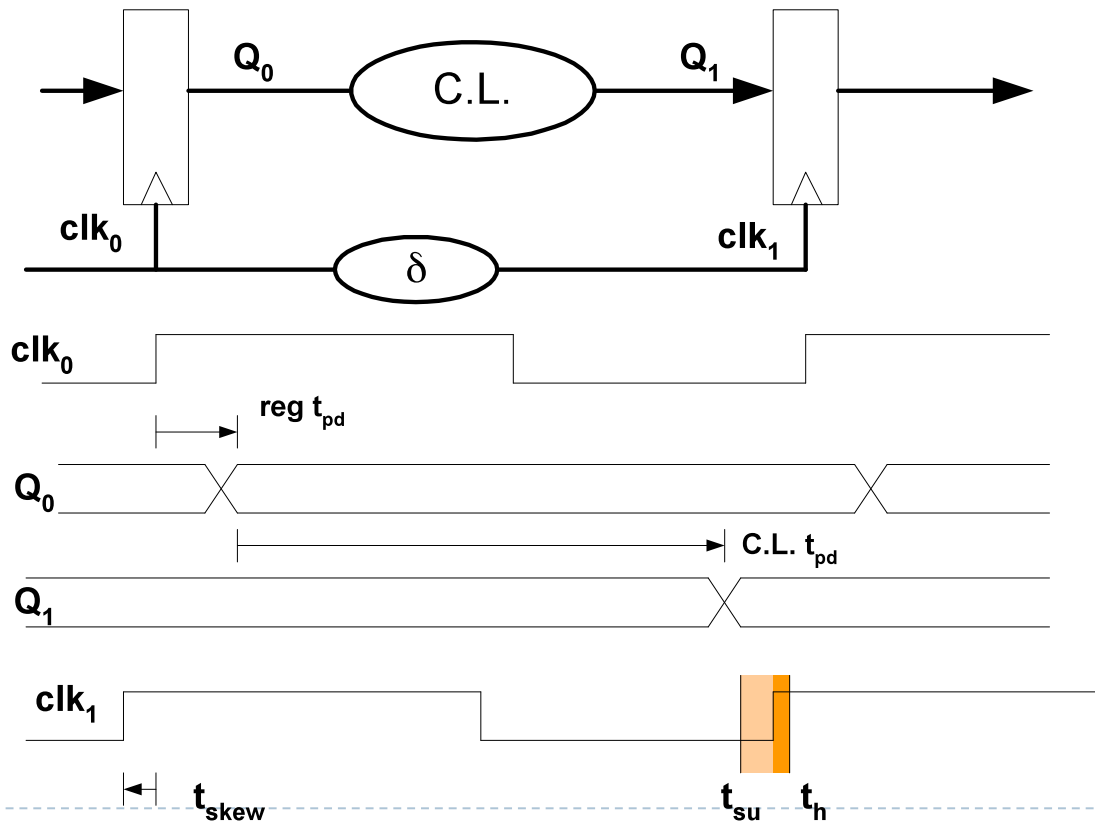 Q₀ C.L. Q₁
clk₀ δ clk₁
clk₀
reg tpd
Q₀
C.L. tpd
Q₁
clk₁
tskew tsu th